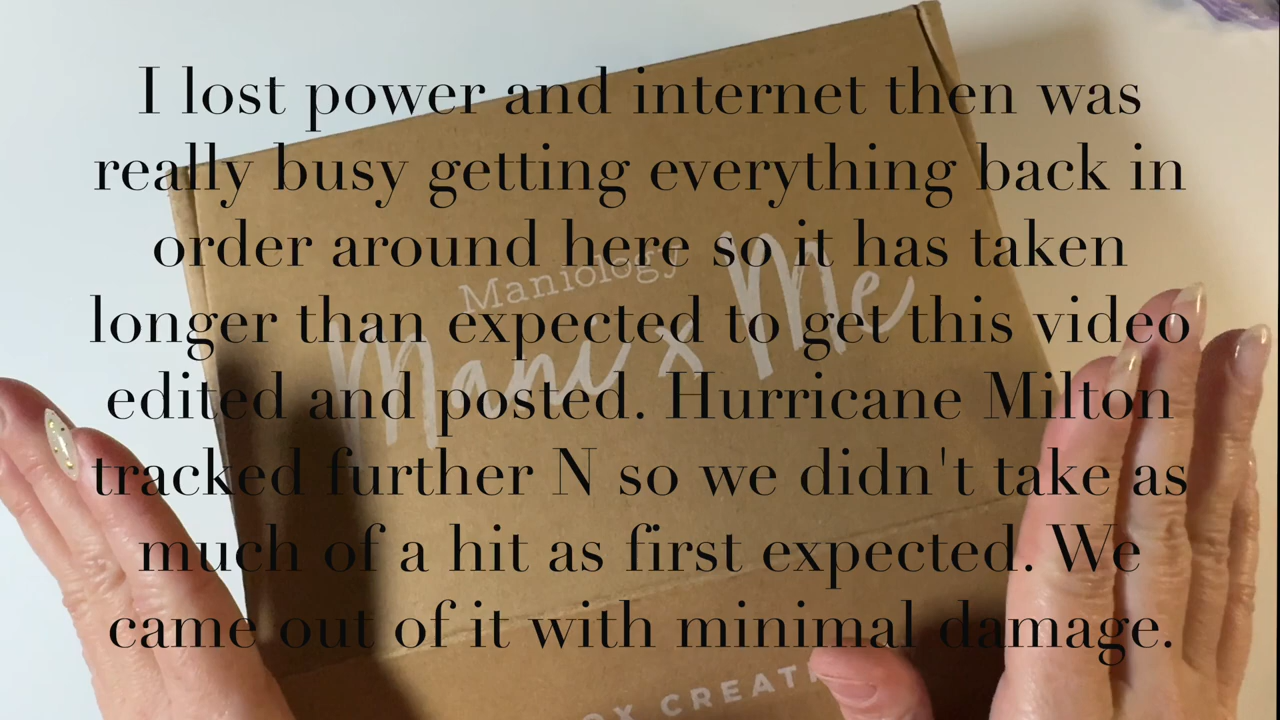 I lost power and internet then was
really busy getting everything back in
order around here so it has taken
longer than expected to get this video
edited and posted. Hurricane Milton
tracked further N so we didn't take as
much of a hit as first expected. We
came out of it with minimal damage.
Maniology
Mani x Me